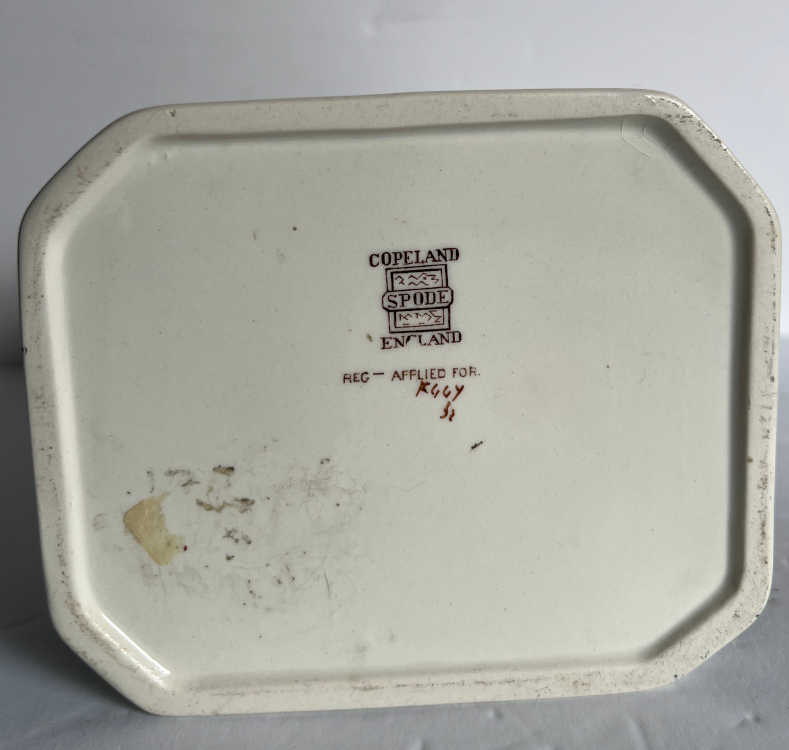 COPELAND
SPODE
ENGLAND
REG— APPLIED FOR.